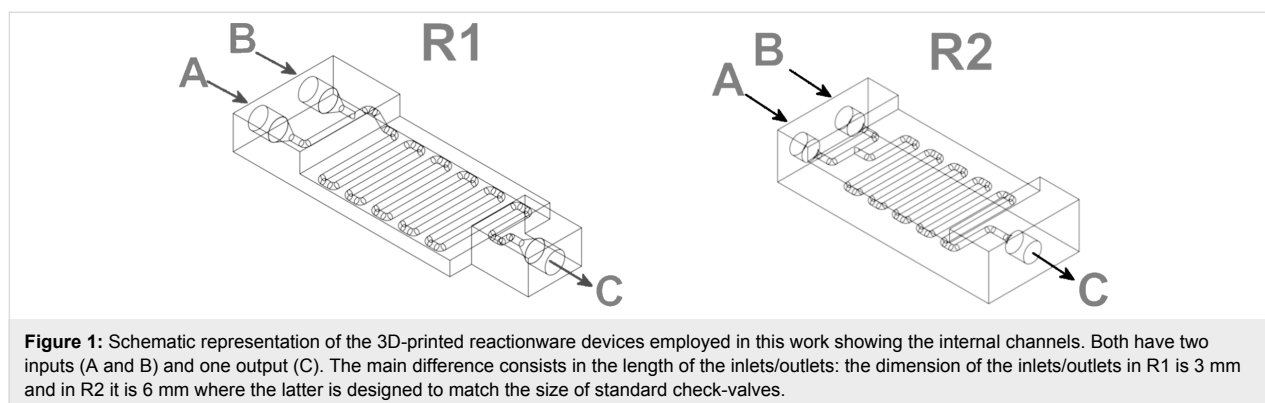 B
A
R1
C
B
A
R2
C
Figure 1: Schematic representation of the 3D-printed reactionware devices employed in this work showing the internal channels. Both have two
inputs (A and B) and one output (C). The main difference consists in the length of the inlets/outlets: the dimension of the inlets/outlets in R1 is 3 mm
and in R2 it is 6 mm where the latter is designed to match the size of standard check-valves.